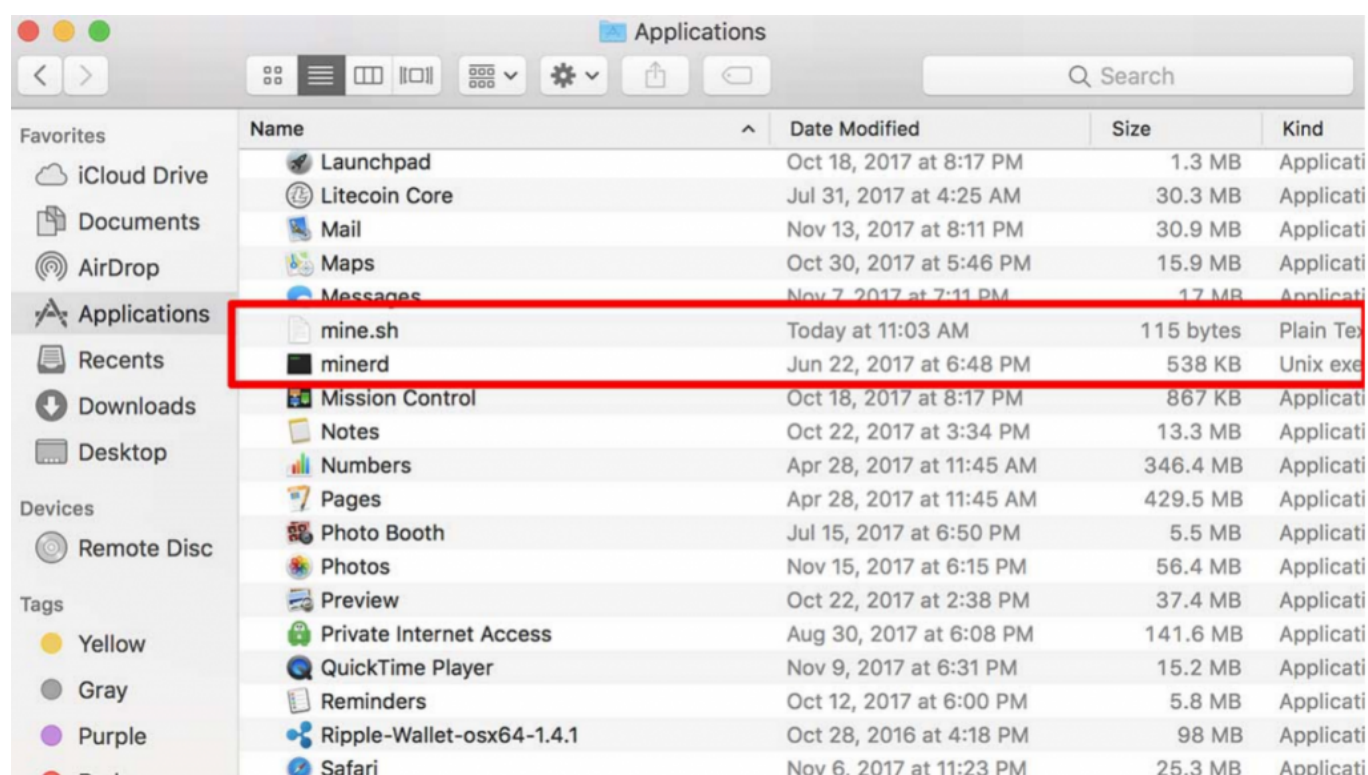 Applications
Search
Favorites
iCloud Drive
Documents
AirDrop
Applications
Recents
Downloads
Desktop
Devices
Remote Disc
Tags
Yellow
Gray
Purple
Name Date Modified Size Kind
Launchpad Oct 18, 2017 at 8:17 PM 1.3 MB Applicati
Litecoin Core Jul 31, 2017 at 4:25 AM 30.3 MB Applicati
Mail Nov 13, 2017 at 8:11 PM 30.9 MB Applicati
Maps Oct 30, 2017 at 5:46 PM 15.9 MB Applicati
Messages Nov 7, 2017 at 7:11 PM 17 MB Applicati
mine.sh Today at 11:03 AM 115 bytes Plain Tex
minerd Jun 22, 2017 at 6:48 PM 538 KB Unix exe
Mission Control Oct 18, 2017 at 8:17 PM 867 KB Applicati
Notes Oct 22, 2017 at 3:34 PM 13.3 MB Applicati
Numbers Apr 28, 2017 at 11:45 AM 346.4 MB Applicati
Pages Apr 28, 2017 at 11:45 AM 429.5 MB Applicati
Photo Booth Jul 15, 2017 at 6:50 PM 5.5 MB Applicati
Photos Nov 15, 2017 at 6:15 PM 56.4 MB Applicati
Preview Oct 22, 2017 at 2:38 PM 37.4 MB Applicati
Private Internet Access Aug 30, 2017 at 6:08 PM 141.6 MB Applicati
QuickTime Player Nov 9, 2017 at 6:31 PM 15.2 MB Applicati
Reminders Oct 12, 2017 at 6:00 PM 5.8 MB Applicati
Ripple-Wallet-osx64-1.4.1 Oct 28, 2016 at 4:18 PM 98 MB Applicati
Safari Nov 6, 2017 at 11:23 PM 25.3 MB Applicati